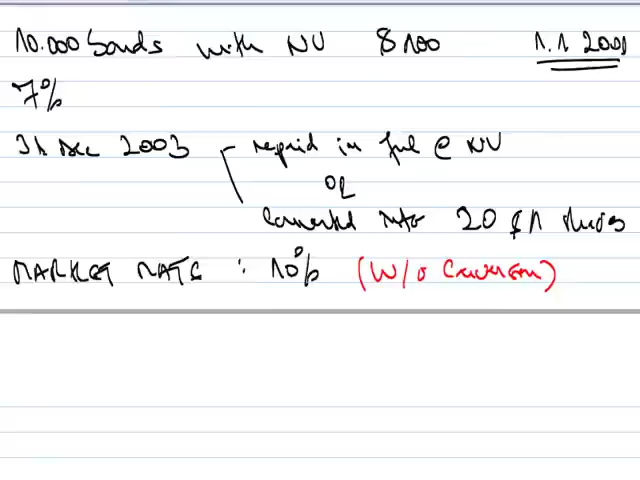 10.000 bonds with NV $100 1.1 2001
7%
31 Dec 2003 repaid in full @ NV
OR
converted into 20 $1 shares
MARKET RATE : 10% (W/O Conversion)